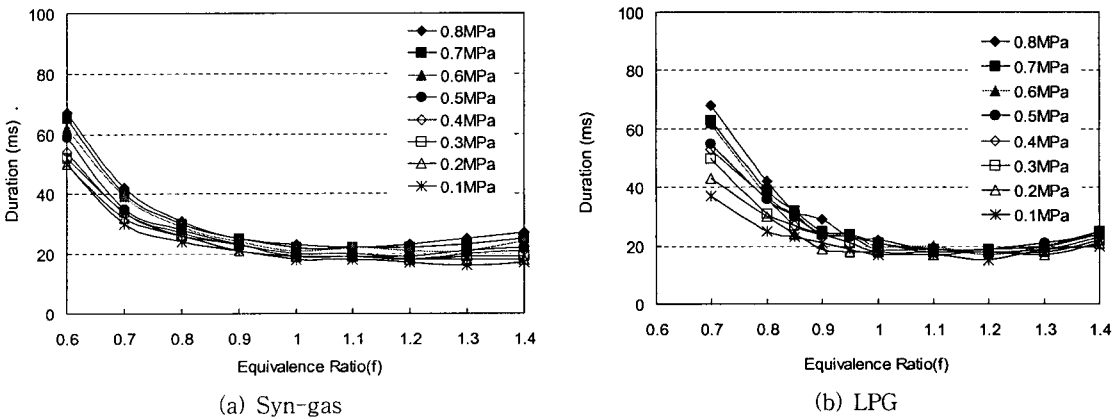 100
80
60
40
20
0
Duration (ms)
0.8MPa
0.7MPa
0.6MPa
0.5MPa
0.4MPa
0.3MPa
0.2MPa
0.1MPa
0.6 0.7 0.8 0.9 1 1.1 1.2 1.3 1.4
Equivalence Ratio(f)
(a) Syn-gas
100
80
60
40
20
0
Duration (ms)
0.8MPa
0.7MPa
0.6MPa
0.5MPa
0.4MPa
0.3MPa
0.2MPa
0.1MPa
0.6 0.7 0.8 0.9 1 1.1 1.2 1.3 1.4
Equivalence Ratio(f)
(b) LPG